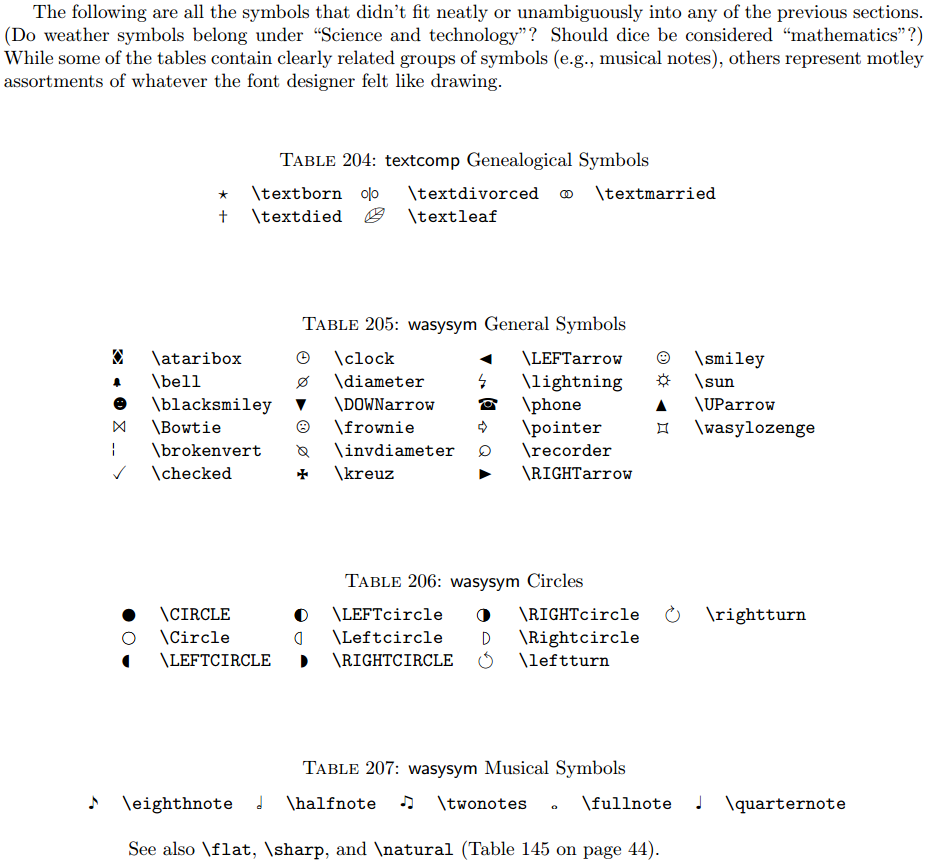 The following are all the symbols that didn’t fit neatly or unambiguously into any of the previous sections.
(Do weather symbols belong under “Science and technology”? Should dice be considered “mathematics”?)
While some of the tables contain clearly related groups of symbols (e.g., musical notes), others represent motley
assortments of whatever the font designer felt like drawing.
TABLE 204: textcomp Genealogical Symbols
⋆ \textborn o|o \textdivorced ⚭ \textmarried
† \textdied \textleaf
TABLE 205: wasysym General Symbols
\ataribox \clock ◀ \LEFTarrow ☺ \smiley
\bell ⌀ \diameter \lightning ☼ \sun
☻ \blacksmiley ▼ \DOWNarrow ☎ \phone ▲ \UParrow
⋈ \Bowtie ☹ \frownie ➪ \pointer ⌑ \wasylozenge
¦ \brokenvert \invdiameter \recorder
✓ \checked ✠ \kreuz ▶ \RIGHTarrow
TABLE 206: wasysym Circles
● \CIRCLE ◐ \LEFTcircle ◑ \RIGHTcircle ↻ \rightturn
○ \Circle \Leftcircle \Rightcircle
◖ \LEFTCIRCLE ◗ \RIGHTCIRCLE ↺ \leftturn
TABLE 207: wasysym Musical Symbols
♪ \eighthnote 𝅗𝅥 \halfnote ♫ \twonotes 𝅝 \fullnote ♩ \quarternote
See also \flat, \sharp, and \natural (Table 145 on page 44).